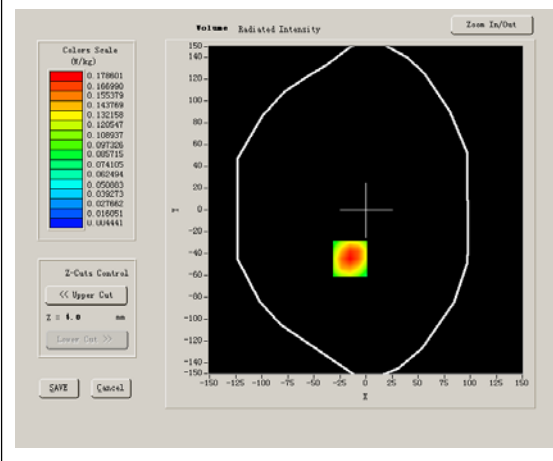 Volume Radiated Intensity
Zoom In/Out
Colors Scale
(W/kg)
0.178601
0.166990
0.155379
0.143769
0.132158
0.120547
0.108937
0.097326
0.085715
0.074105
0.062494
0.050883
0.039273
0.027662
0.016051
0.004441
Z-Cuts Control
<< Upper Cut
Z = 4.0 mm
Lower Cut >>
SAVE
Cancel
150
140
120
100
80
60
40
20
0
-20
-40
-60
-80
-100
-120
-140
-150
Y
-150 -125 -100 -75 -50 -25 0 25 50 75 100 125 150
X